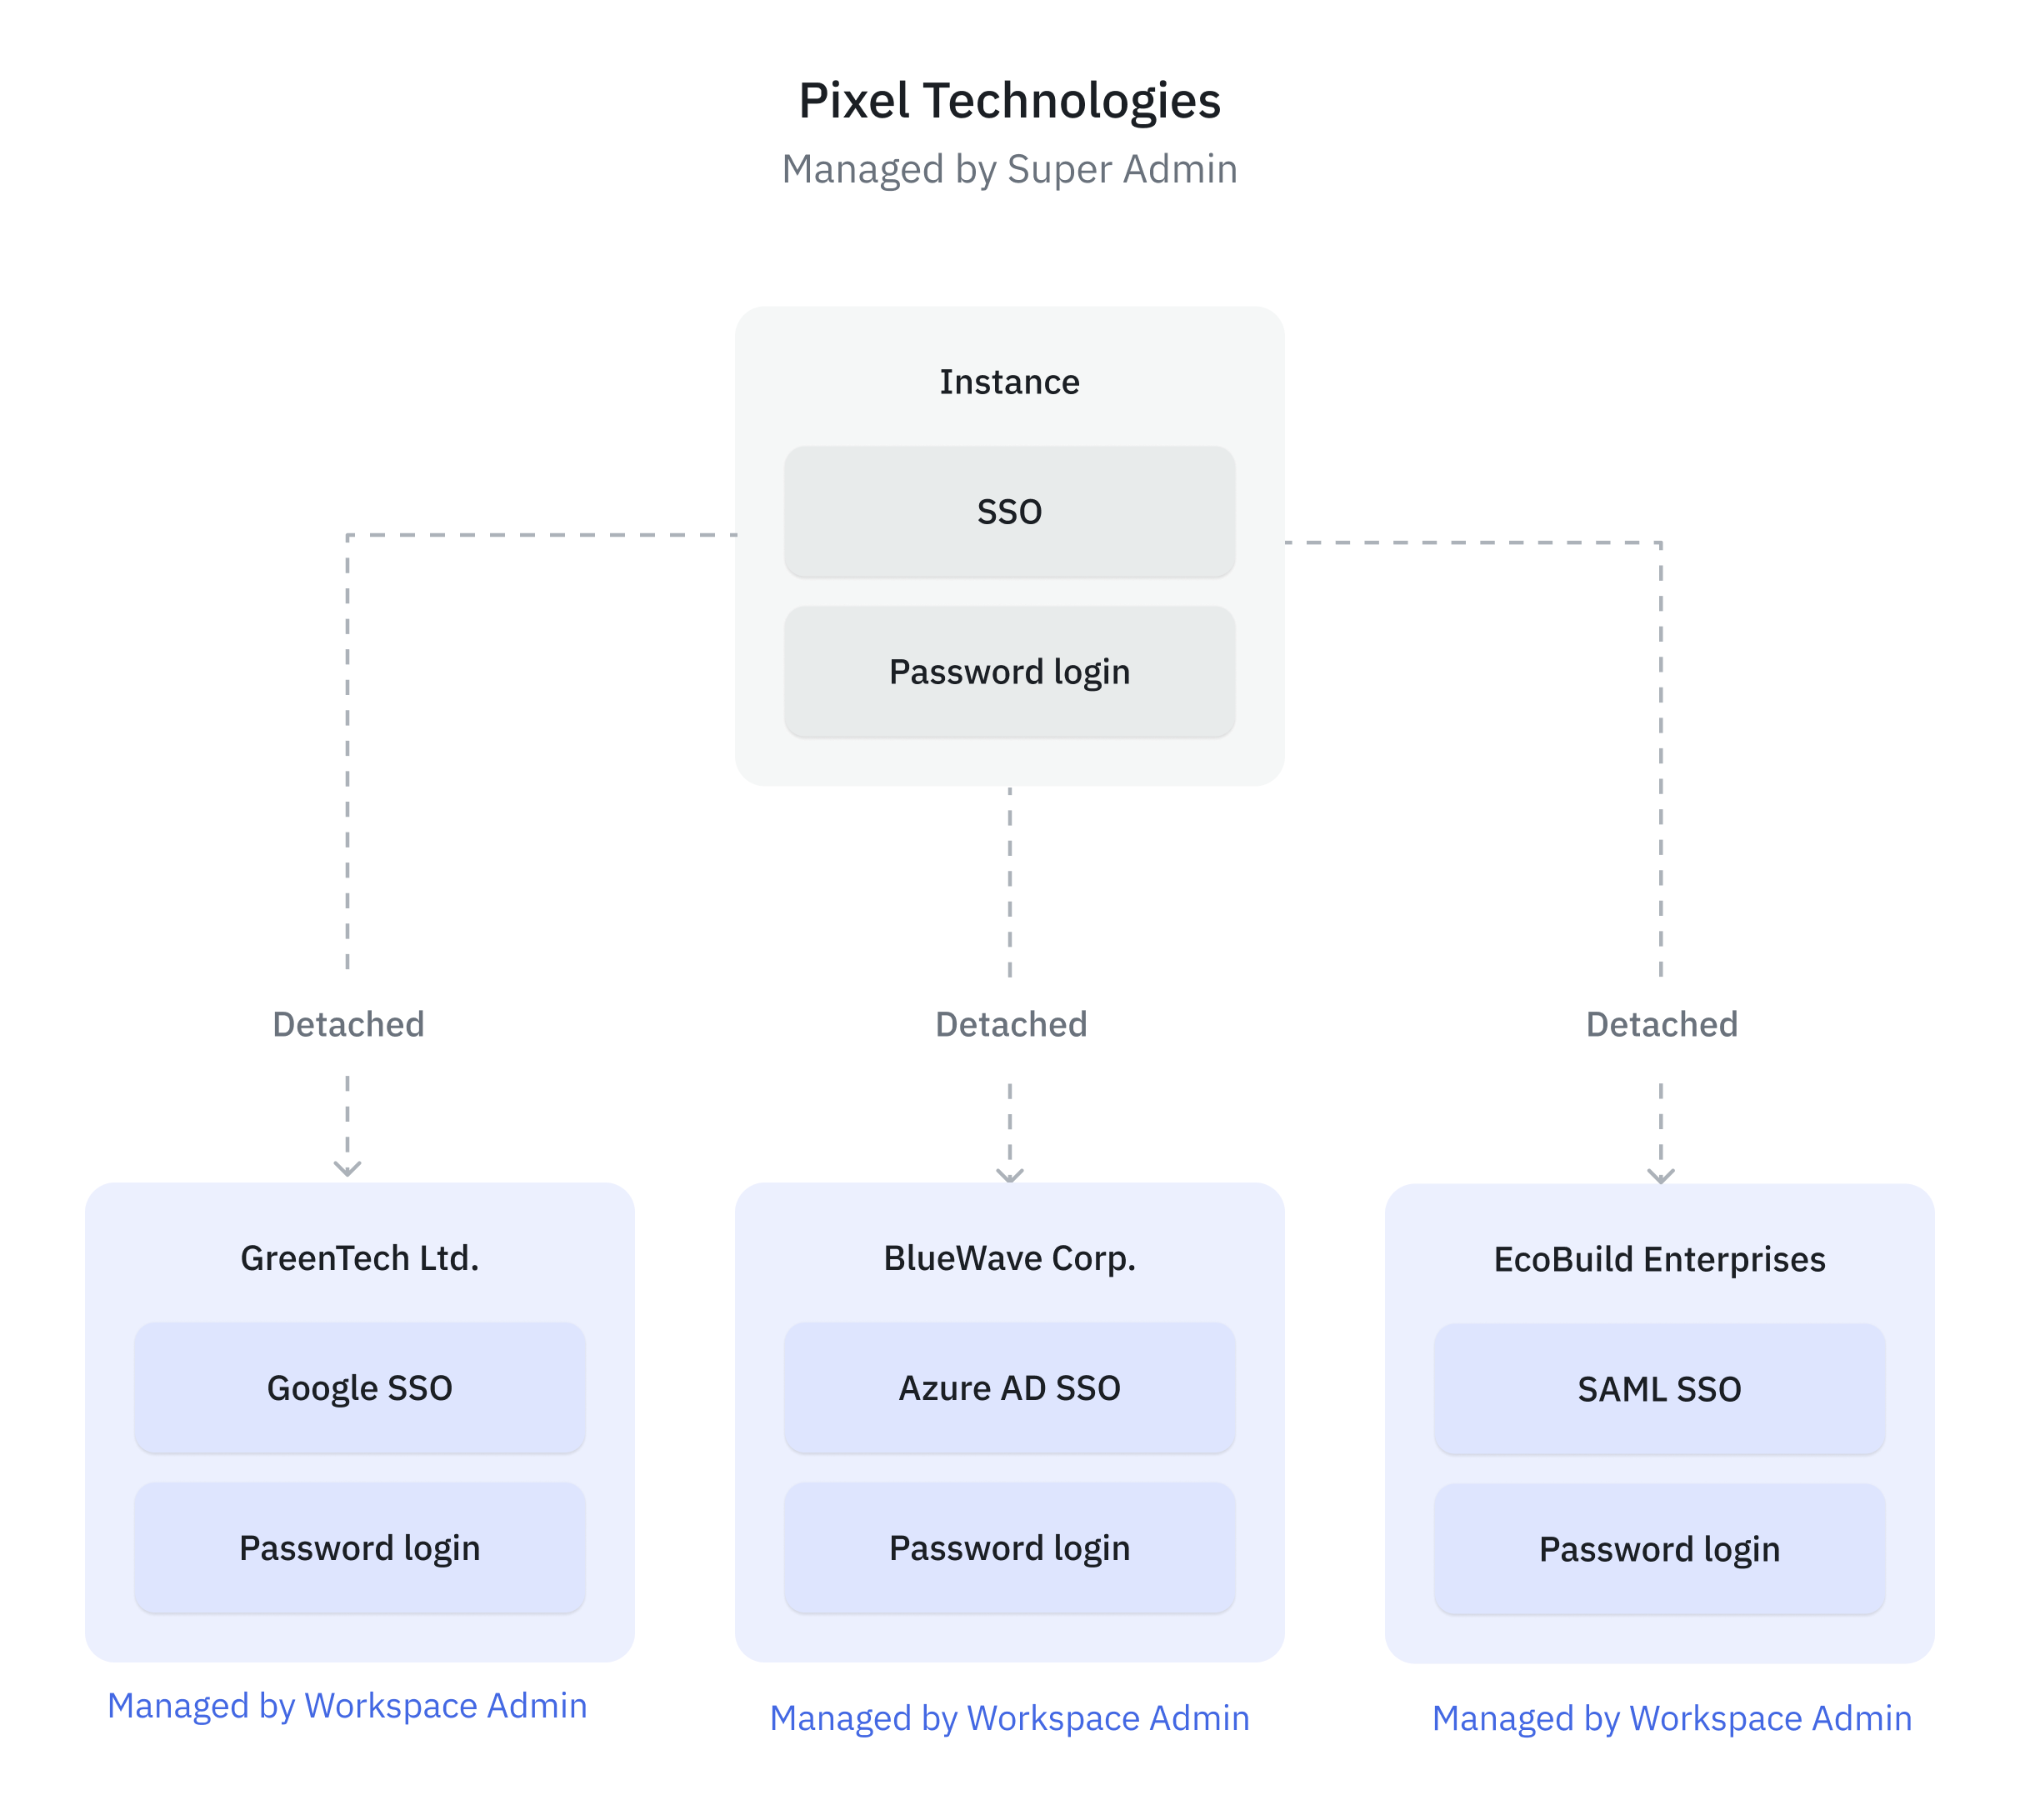 Pixel Technologies
Managed by Super Admin
Instance
SSO
Password login
Detached
Detached
Detached
GreenTech Ltd.
Google SSO
Password login
Managed by Workspace Admin
BlueWave Corp.
Azure AD SSO
Password login
Managed by Workspace Admin
EcoBuild Enterprises
SAML SSO
Password login
Managed by Workspace Admin